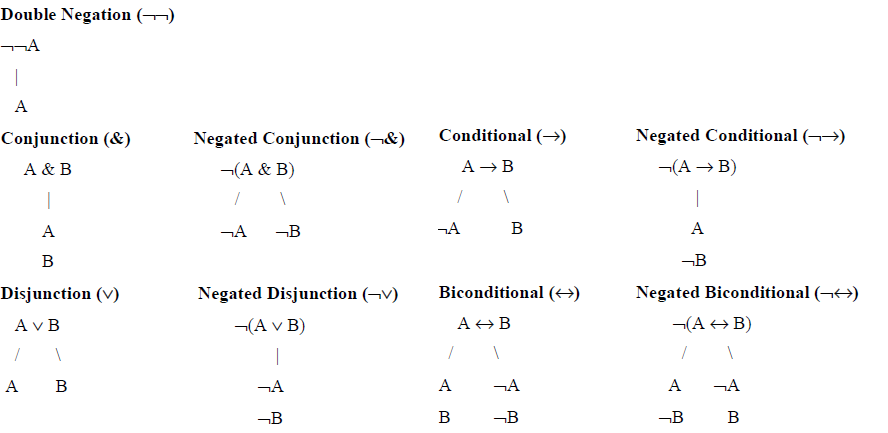 Double Negation (¬¬)
¬¬A
|
A
Conjunction (&) Negated Conjunction (¬&) Conditional (→) Negated Conditional (¬→)
A & B ¬(A & B) A → B ¬(A → B)
| / \ / \ |
A ¬A ¬B ¬A B A
B ¬B
Disjunction (∨) Negated Disjunction (¬∨) Biconditional (↔) Negated Biconditional (¬↔)
A ∨ B ¬(A ∨ B) A ↔ B ¬(A ↔ B)
/ \ | / \ / \
A B ¬A A ¬A A ¬A
¬B B ¬B ¬B B